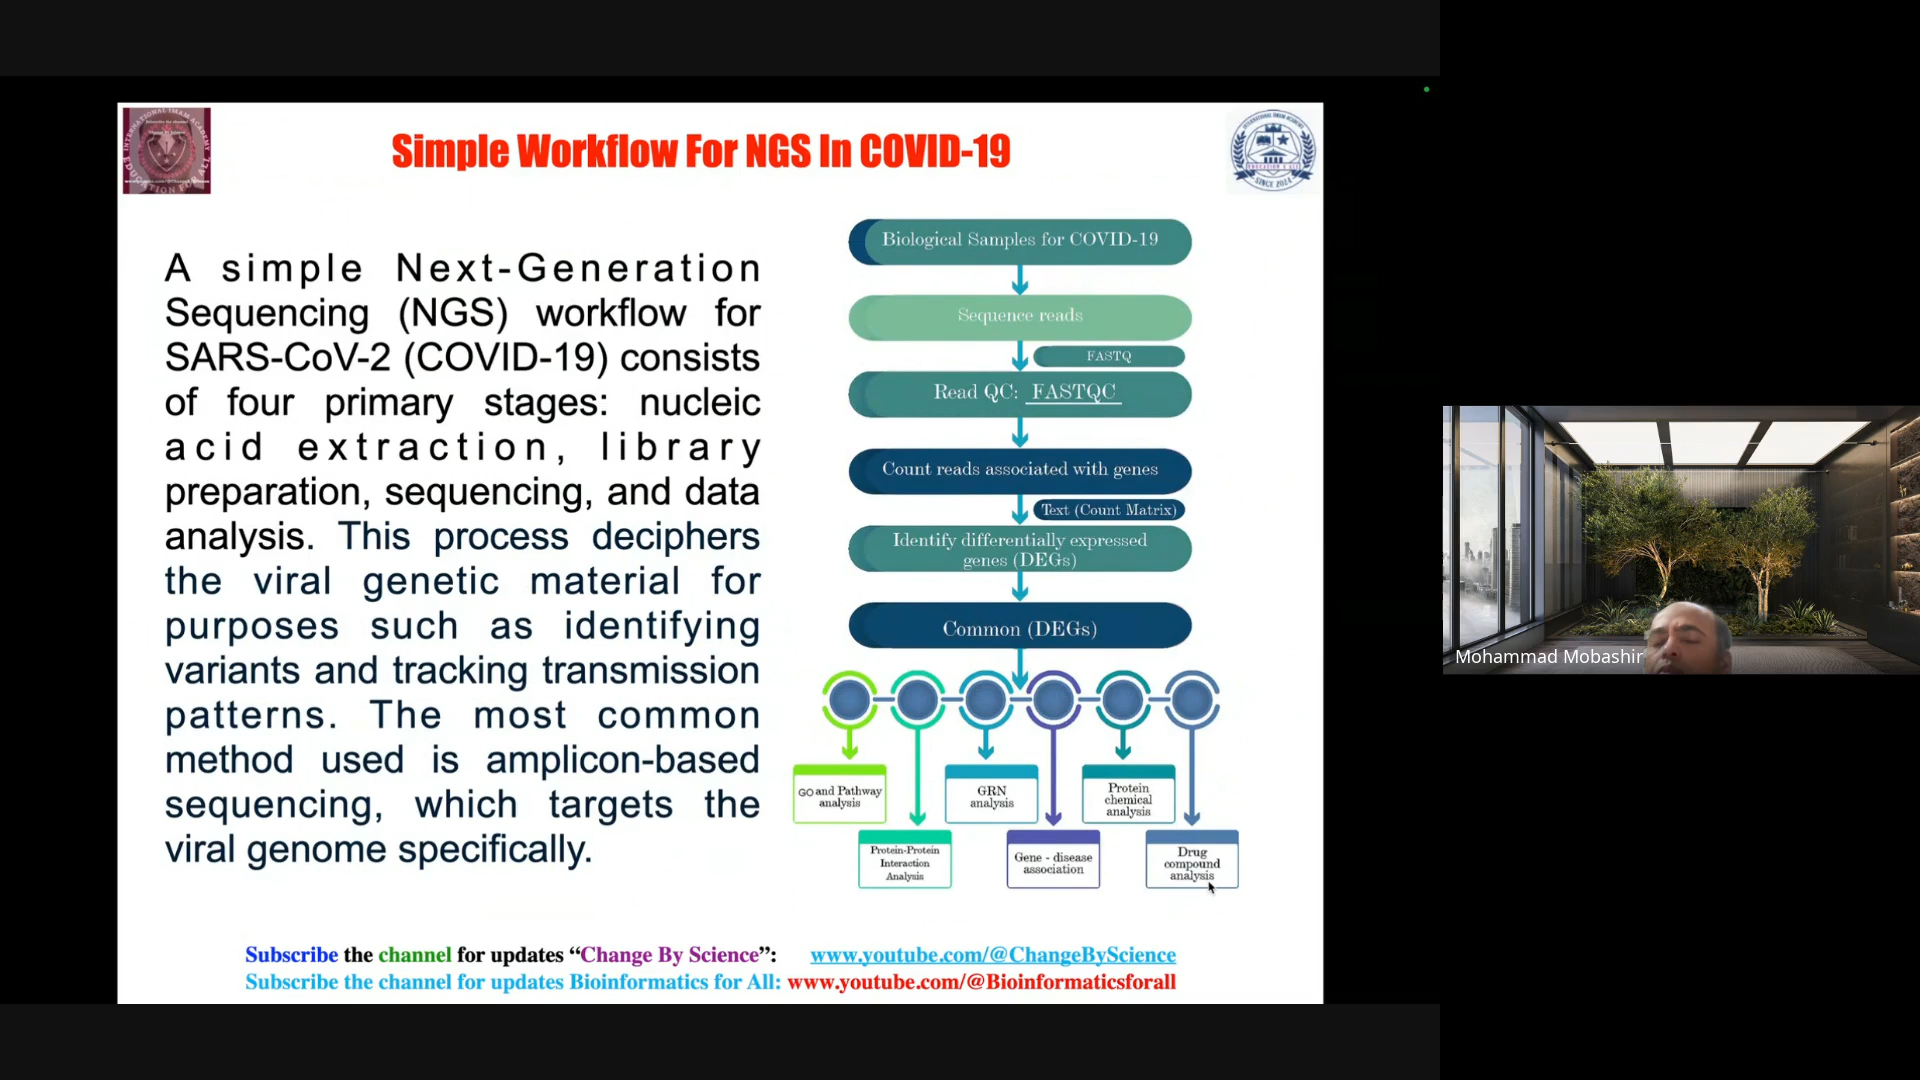 Simple Workflow For NGS In COVID-19
A simple Next-Generation
Sequencing (NGS) workflow for
SARS-CoV-2 (COVID-19) consists
of four primary stages: nucleic
acid extraction, library
preparation, sequencing, and data
analysis. This process deciphers
the viral genetic material for
purposes such as identifying
variants and tracking transmission
patterns. The most common
method used is amplicon-based
sequencing, which targets the
viral genome specifically.
Biological Samples for COVID-19
Sequence reads
FASTQ
Read QC: FASTQC
Count reads associated with genes
Text (Count Matrix)
Identify differentially expressed
genes (DEGs)
Common (DEGs)
GO and Pathway
analysis
Protein-Protein
Interaction
Analysis
GRN
analysis
Gene - disease
association
Protein
chemical
analysis
Drug
compound
analysis
Subscribe the channel for updates “Change By Science”: www.youtube.com/@ChangeByScience
Subscribe the channel for updates Bioinformatics for All: www.youtube.com/@Bioinformaticsforall
Mohammad Mobashir